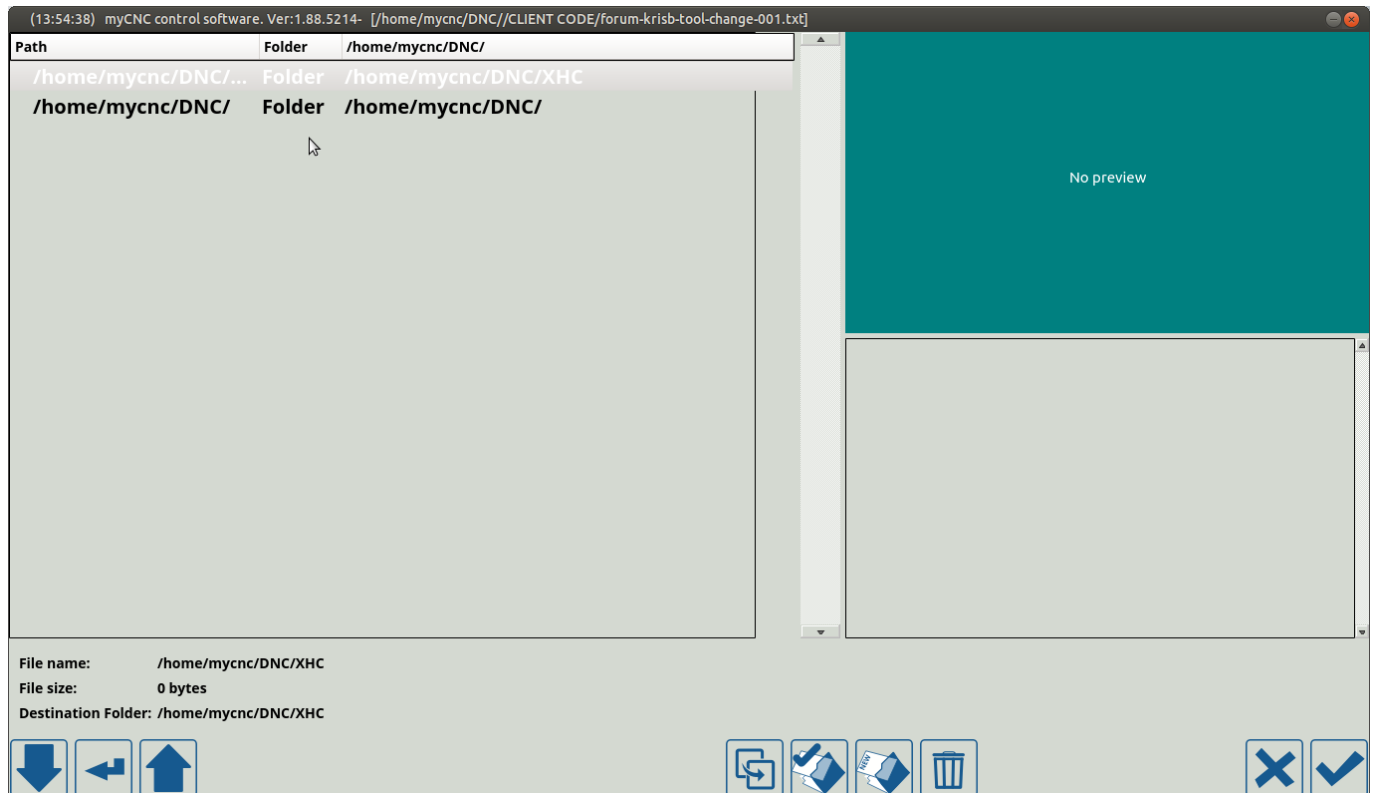 (13:54:38) myCNC control software. Ver:1.88.5214- [/home/mycnc/DNC//CLIENT CODE/forum-krisb-tool-change-001.txt]
Path Folder /home/mycnc/DNC/
/home/mycnc/DNC/... Folder /home/mycnc/DNC/XHC
/home/mycnc/DNC/ Folder /home/mycnc/DNC/
No preview
File name: /home/mycnc/DNC/XHC
File size: 0 bytes
Destination Folder: /home/mycnc/DNC/XHC
NEW